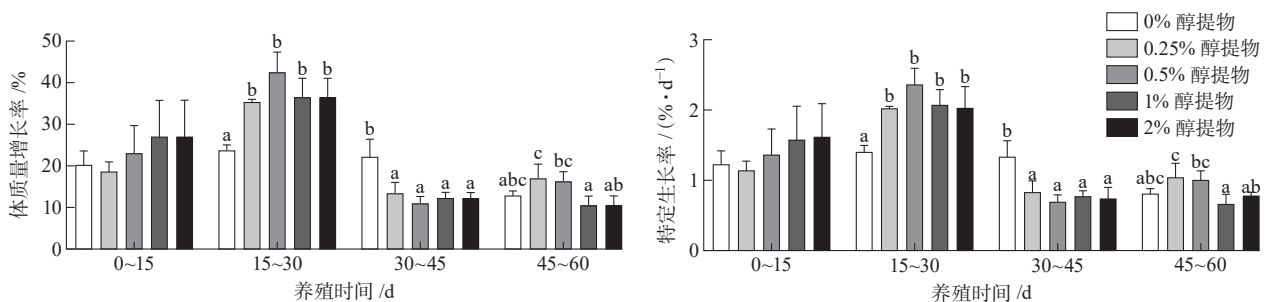 体质量增长率 /%
50
40
30
20
10
0
a
b
b
b
b
b
a
a
a
a
abc
c
bc
a
ab
0~15
15~30
30~45
45~60
养殖时间 /d
特定生长率 / (%·d⁻¹)
3
2
1
0
a
b
b
b
b
b
a
a
a
a
abc
c
bc
a
ab
0~15
15~30
30~45
45~60
养殖时间 /d
0% 醇提物
0.25% 醇提物
0.5% 醇提物
1% 醇提物
2% 醇提物